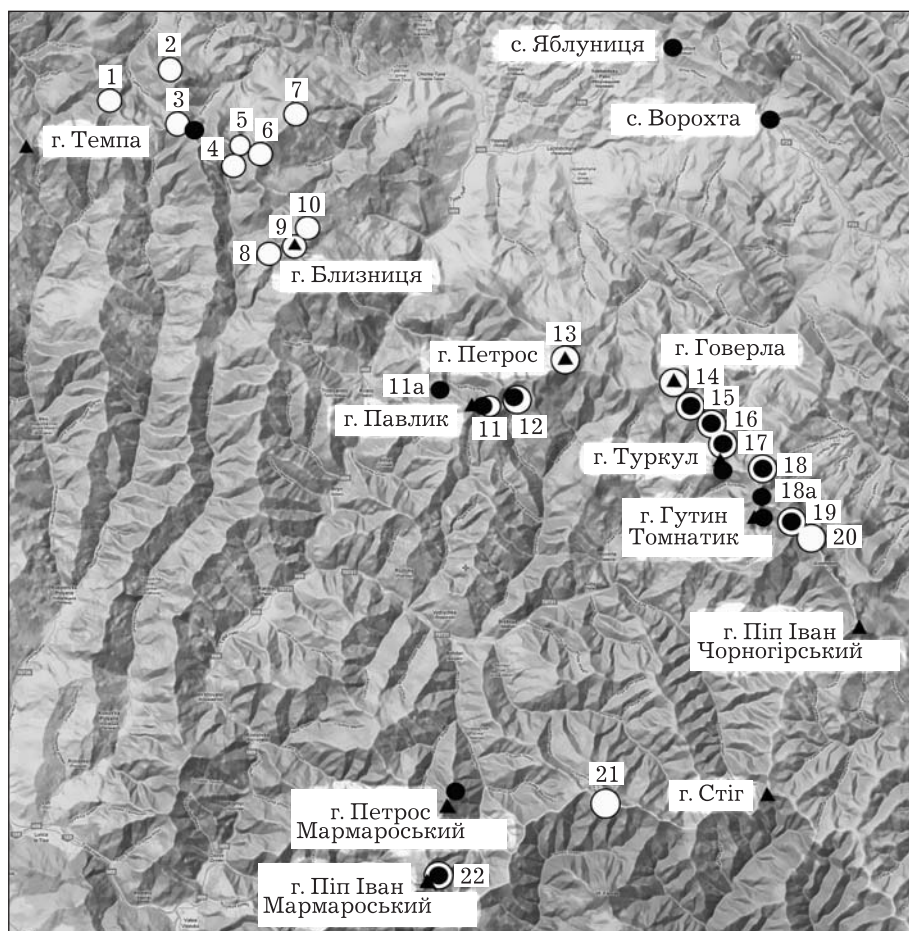 с. Яблуниця
2
1
7
3
5
6
с. Ворохта
г. Темпа
4
10
9
8
г. Близниця
13
г. Петрос
г. Говерла
11а
14
15
г. Павлик
16
11
12
17
г. Туркул
18
18а
г. Гутин
Томнатик
19
20
г. Піп Іван
Чорногірський
21
г. Стіг
г. Петрос
Мармароський
22
г. Піп Іван
Мармароський